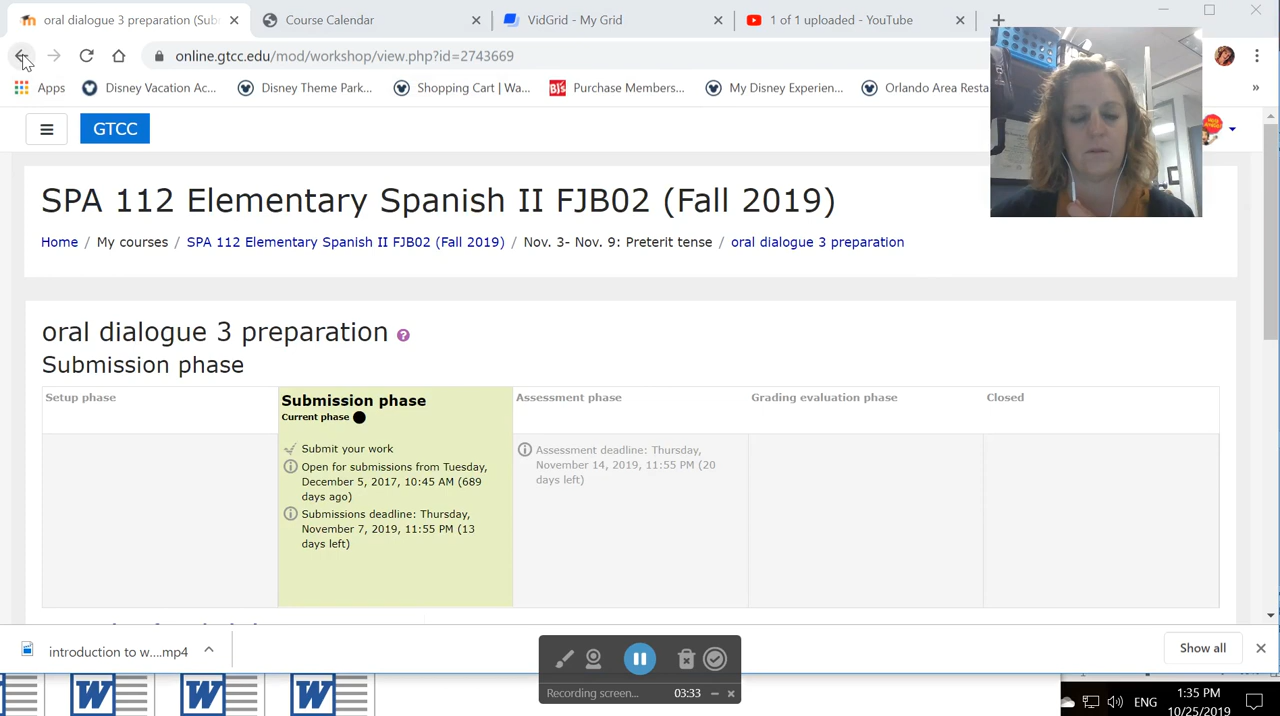 oral dialogue 3 preparation (Sub
Course Calendar
VidGrid - My Grid
1 of 1 uploaded - YouTube
online.gtcc.edu/mod/workshop/view.php?id=2743669
Apps
Disney Vacation Ac...
Disney Theme Park...
Shopping Cart | Wa...
BJ's
Purchase Members...
My Disney Experien...
Orlando Area Resta
»
GTCC
SPA 112 Elementary Spanish II FJB02 (Fall 2019)
Home / My courses / SPA 112 Elementary Spanish II FJB02 (Fall 2019) / Nov. 3- Nov. 9: Preterit tense / oral dialogue 3 preparation
oral dialogue 3 preparation ?
Submission phase
Setup phase
Submission phase
Current phase
Submit your work
Open for submissions from Tuesday,
December 5, 2017, 10:45 AM (689
days ago)
Submissions deadline: Thursday,
November 7, 2019, 11:55 PM (13
days left)
Assessment phase
Assessment deadline: Thursday,
November 14, 2019, 11:55 PM (20
days left)
Grading evaluation phase
Closed
introduction to w....mp4
Show all
Recording screen...
03:33
W
W
W
ENG
1:35 PM
10/25/2019